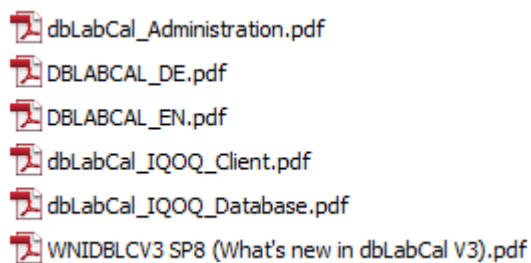 dbLabCal_Administration.pdf
DBLABCAL_DE.pdf
DBLABCAL_EN.pdf
dbLabCal_IQOQ_Client.pdf
dbLabCal_IQOQ_Database.pdf
WNIDBLCV3 SP8 (What's new in dbLabCal V3).pdf